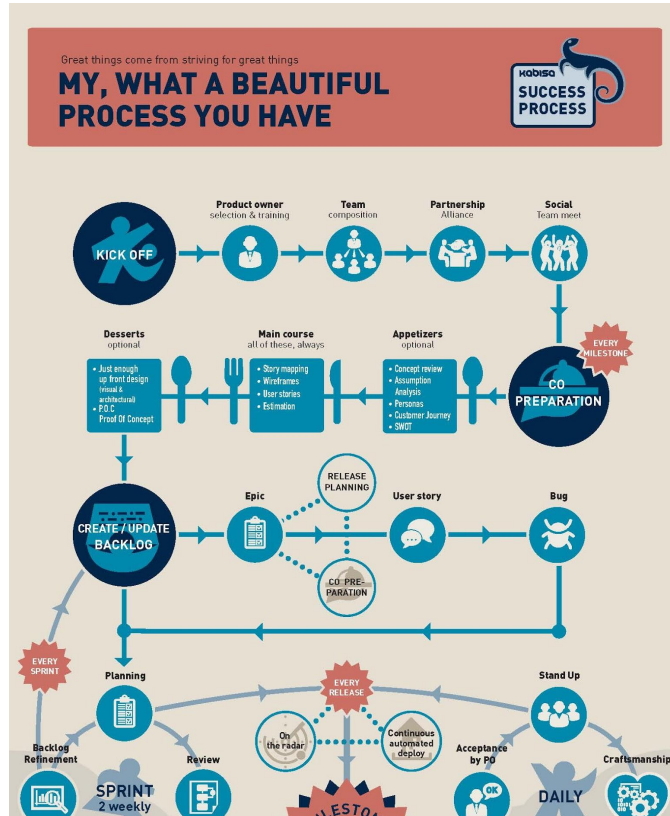 Great things come from striving for great things
MY, WHAT A BEAUTIFUL
PROCESS YOU HAVE
kabisa
SUCCESS
PROCESS
KICK OFF
Product owner
selection & training
Team
composition
Partnership
Alliance
Social
Team meet
EVERY
MILESTONE
CO
PREPARATION
Appetizers
optional
• Concept review
• Assumption
Analysis
• Personas
• Customer Journey
• SWOT
Main course
all of these, always
• Story mapping
• Wireframes
• User stories
• Estimation
Desserts
optional
• Just enough
up front design
(visual &
architectural)
• P.O.C
Proof Of Concept
CREATE / UPDATE
BACKLOG
Epic
RELEASE
PLANNING
CO PRE-
PARATION
User story
Bug
EVERY
SPRINT
Planning
Backlog
Refinement
Review
SPRINT
2 weekly
EVERY
RELEASE
On
the radar
Continuous
automated
deploy
Stand Up
Acceptance
by PO
OK
Craftsmanship
DAILY